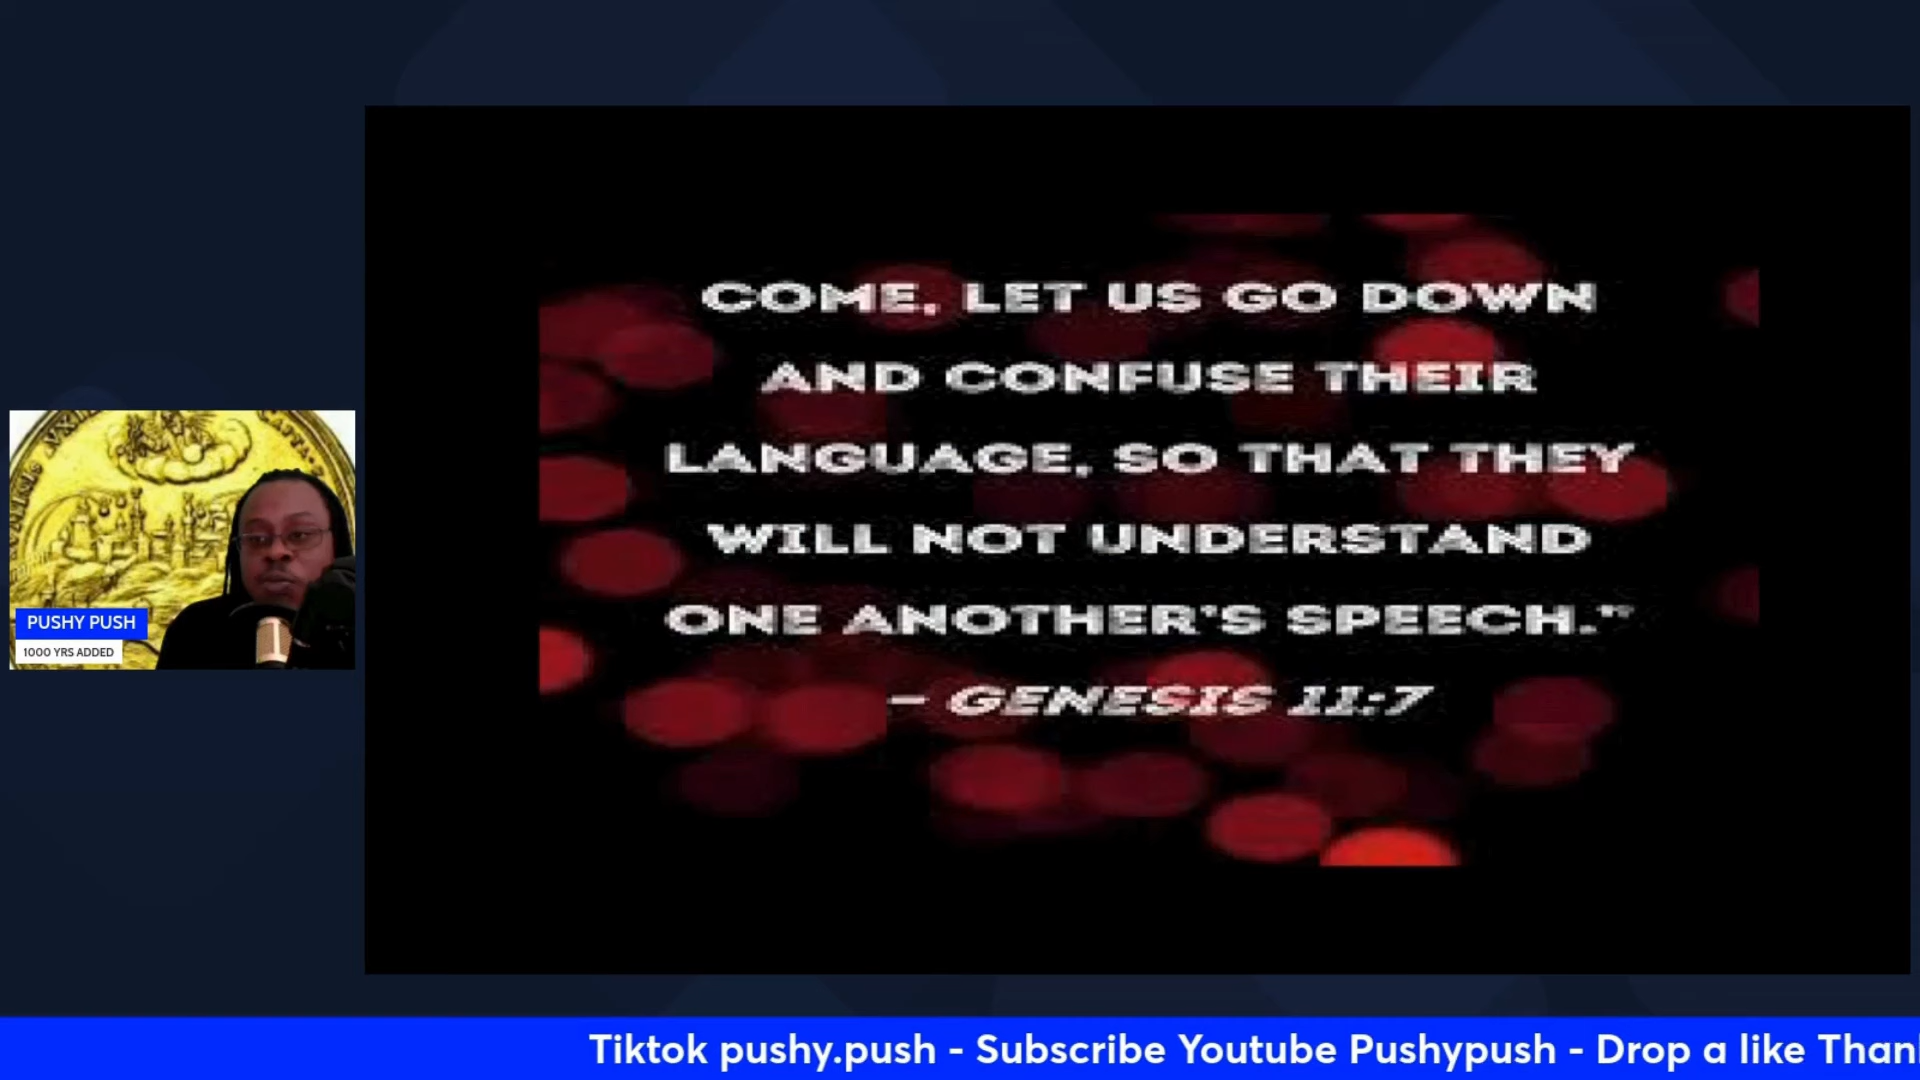 COME, LET US GO DOWN
AND CONFUSE THEIR
LANGUAGE, SO THAT THEY
WILL NOT UNDERSTAND
ONE ANOTHER'S SPEECH.”
- GENESIS 11:7
PUSHY PUSH
1000 YRS ADDED
Tiktok pushy.push - Subscribe Youtube Pushypush - Drop a like Than